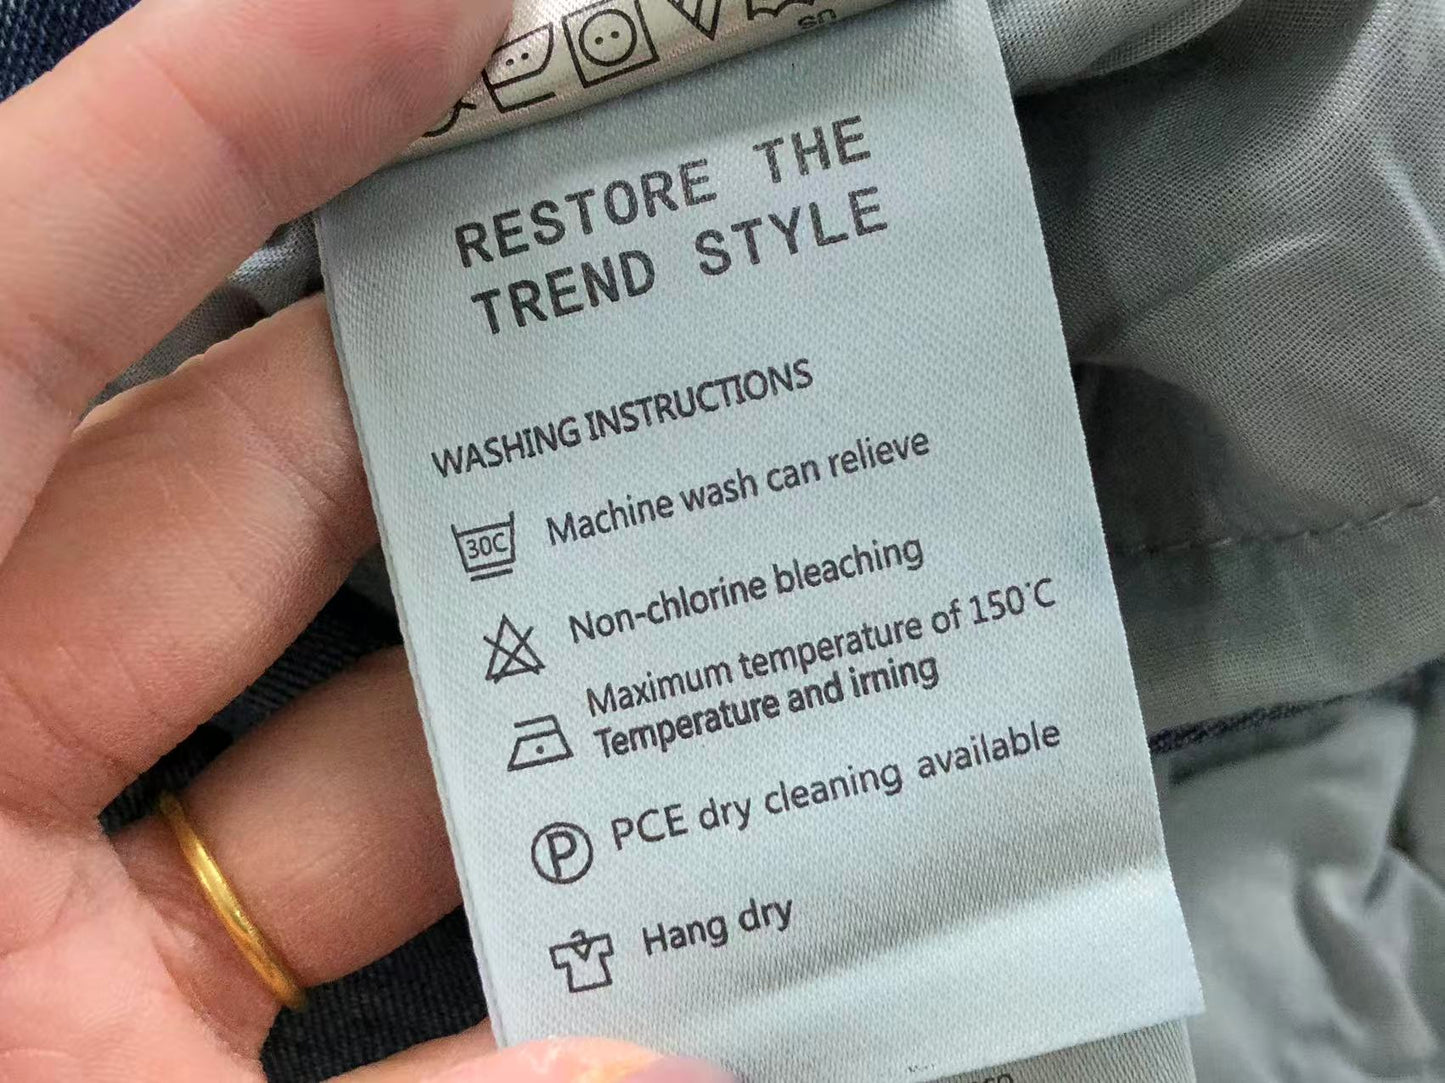 RESTORE THE
TREND STYLE
WASHING INSTRUCTIONS
30C Machine wash can relieve
Non-chlorine bleaching
Maximum temperature of 150°C
Temperature and irning
P PCE dry cleaning available
Hang dry